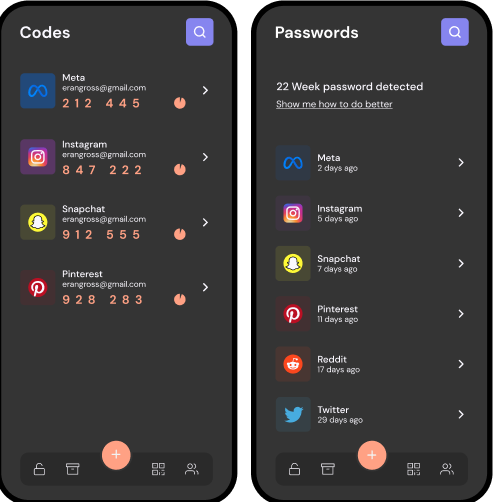 Codes
Meta
erangross@gmail.com
212 445
Instagram
erangross@gmail.com
847 222
Snapchat
erangross@gmail.com
912 555
Pinterest
erangross@gmail.com
928 283
Passwords
22 Week password detected
Show me how to do better
Meta
2 days ago
Instagram
5 days ago
Snapchat
7 days ago
Pinterest
11 days ago
Reddit
17 days ago
Twitter
29 days ago